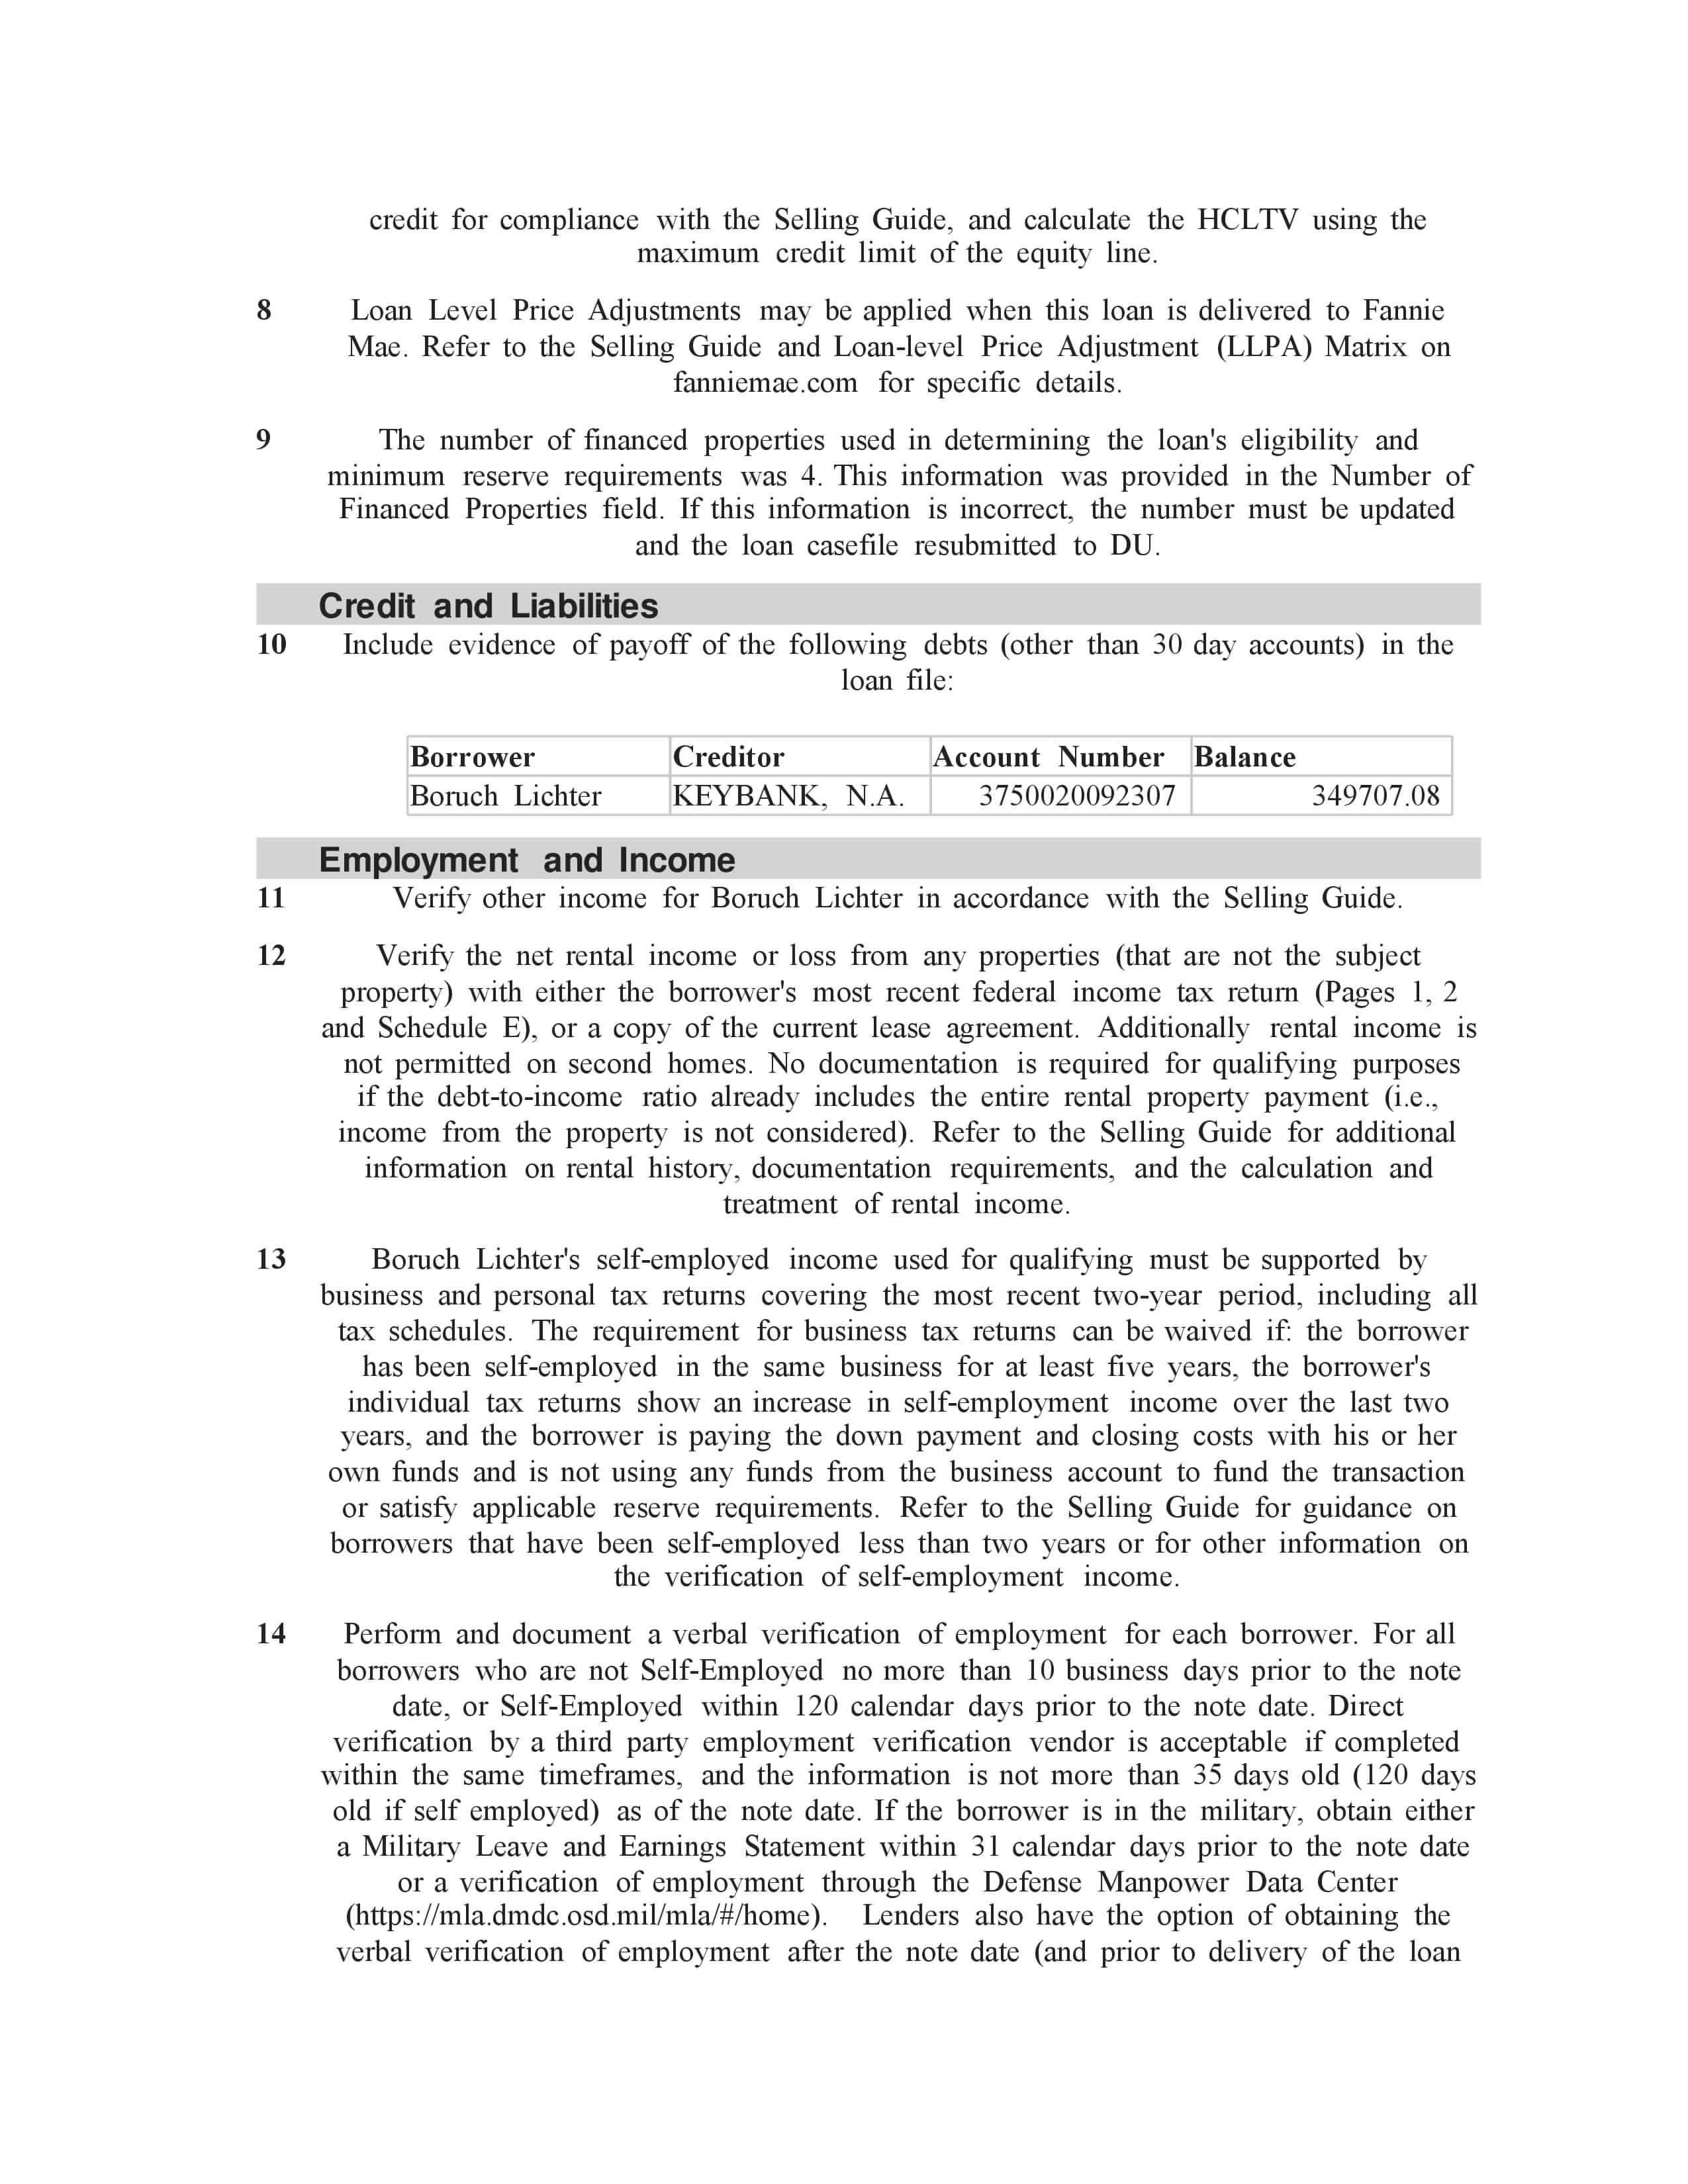 credit for compliance with the Selling Guide, and calculate the HCLTV using the
maximum credit limit of the equity line.
8 Loan Level Price Adjustments may be applied when this loan is delivered to Fannie
Mae. Refer to the Selling Guide and Loan-level Price Adjustment (LLPA) Matrix on
fanniemae.com for specific details.
9 The number of financed properties used in determining the loan's eligibility and
minimum reserve requirements was 4. This information was provided in the Number of
Financed Properties field. If this information is incorrect, the number must be updated
and the loan casefile resubmitted to DU.
Credit and Liabilities
10 Include evidence of payoff of the following debts (other than 30 day accounts) in the
loan file:
Borrower Creditor Account Number Balance
Boruch Lichter KEYBANK, N.A. 3750020092307 349707.08
Employment and Income
11 Verify other income for Boruch Lichter in accordance with the Selling Guide.
12 Verify the net rental income or loss from any properties (that are not the subject
property) with either the borrower's most recent federal income tax return (Pages 1, 2
and Schedule E), or a copy of the current lease agreement. Additionally rental income is
not permitted on second homes. No documentation is required for qualifying purposes
if the debt-to-income ratio already includes the entire rental property payment (i.e.,
income from the property is not considered). Refer to the Selling Guide for additional
information on rental history, documentation requirements, and the calculation and
treatment of rental income.
13 Boruch Lichter's self-employed income used for qualifying must be supported by
business and personal tax returns covering the most recent two-year period, including all
tax schedules. The requirement for business tax returns can be waived if: the borrower
has been self-employed in the same business for at least five years, the borrower's
individual tax returns show an increase in self-employment income over the last two
years, and the borrower is paying the down payment and closing costs with his or her
own funds and is not using any funds from the business account to fund the transaction
or satisfy applicable reserve requirements. Refer to the Selling Guide for guidance on
borrowers that have been self-employed less than two years or for other information on
the verification of self-employment income.
14 Perform and document a verbal verification of employment for each borrower. For all
borrowers who are not Self-Employed no more than 10 business days prior to the note
date, or Self-Employed within 120 calendar days prior to the note date. Direct
verification by a third party employment verification vendor is acceptable if completed
within the same timeframes, and the information is not more than 35 days old (120 days
old if self employed) as of the note date. If the borrower is in the military, obtain either
a Military Leave and Earnings Statement within 31 calendar days prior to the note date
or a verification of employment through the Defense Manpower Data Center
(https://mla.dmdc.osd.mil/mla/#/home). Lenders also have the option of obtaining the
verbal verification of employment after the note date (and prior to delivery of the loan